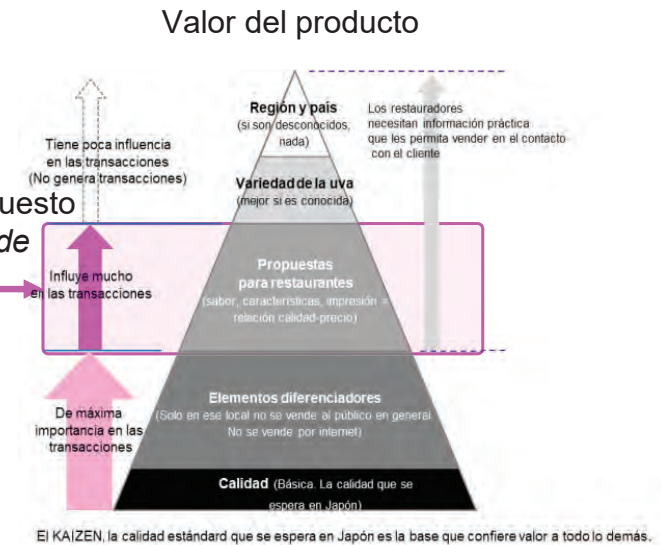 Valor del producto
Región y país
(si son desconocidos,
nada)
Los restauradores
necesitan información práctica
que les permita vender en el contacto
con el cliente
Tiene poca influencia
en las transacciones
(No genera transacciones)
Variedad de la uva
(mejor si es conocida)
uesto
de
Influye mucho
en las transacciones
Propuestas
para restaurantes
(sabor, características, impresión =
relación calidad-precio)
De máxima
importancia en las
transacciones
Elementos diferenciadores
(Solo en ese local no se vende al público en general.
No se vende por internet)
Calidad (Básica. La calidad que se
espera en Japón)
El KAIZEN, la calidad estándard que se espera en Japón es la base que confiere valor a todo lo demás.